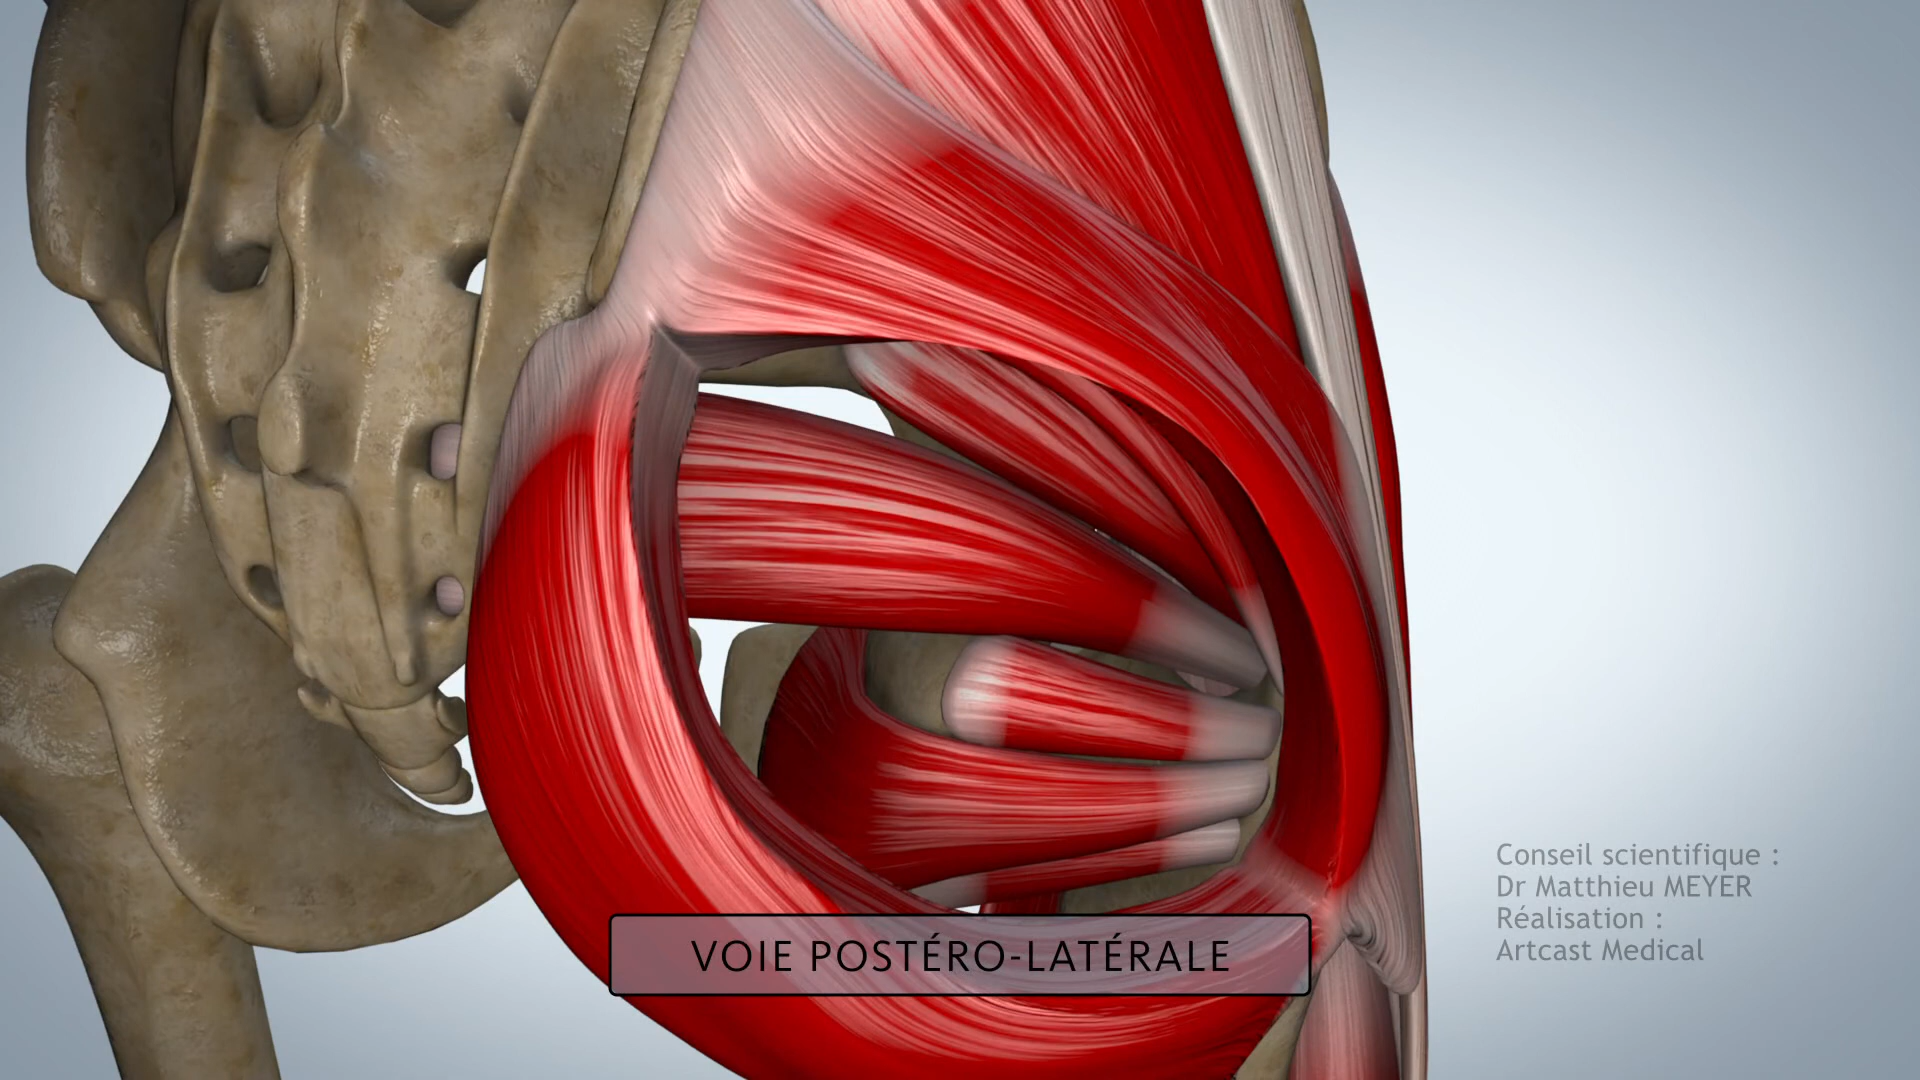 VOIE POSTÉRO-LATÉRALE
Conseil scientifique :
Dr Matthieu MEYER
Réalisation :
Artcast Medical